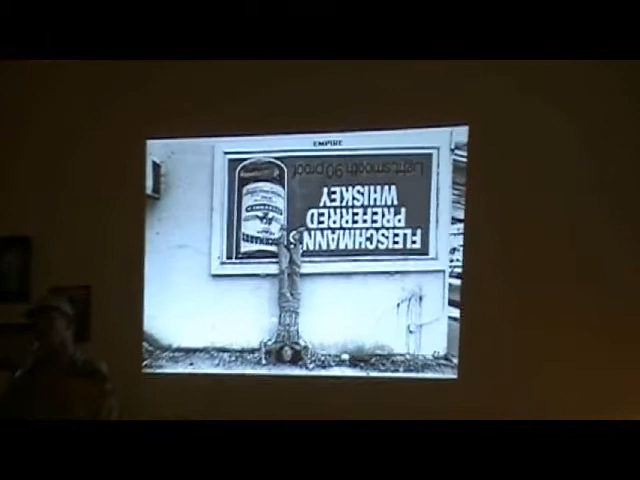 EMPIRE
Light.smooth 90 proof
FLEISCHMANN
PREFERRED
WHISKEY